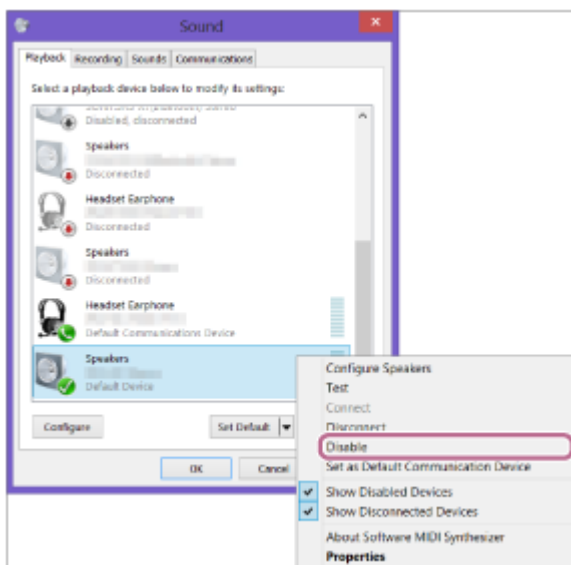 Sound
Playback Recording Sounds Communications
Select a playback device below to modify its settings:
Disabled, disconnected
Speakers
Disconnected
Headset Earphone
Disconnected
Speakers
Disconnected
Headset Earphone
Default Communications Device
Speakers
Default Device
Configure
Set Default
OK
Cancel
Configure Speakers
Test
Connect
Disconnect
Disable
Set as Default Communication Device
Show Disabled Devices
Show Disconnected Devices
About Software MIDI Synthesizer
Properties